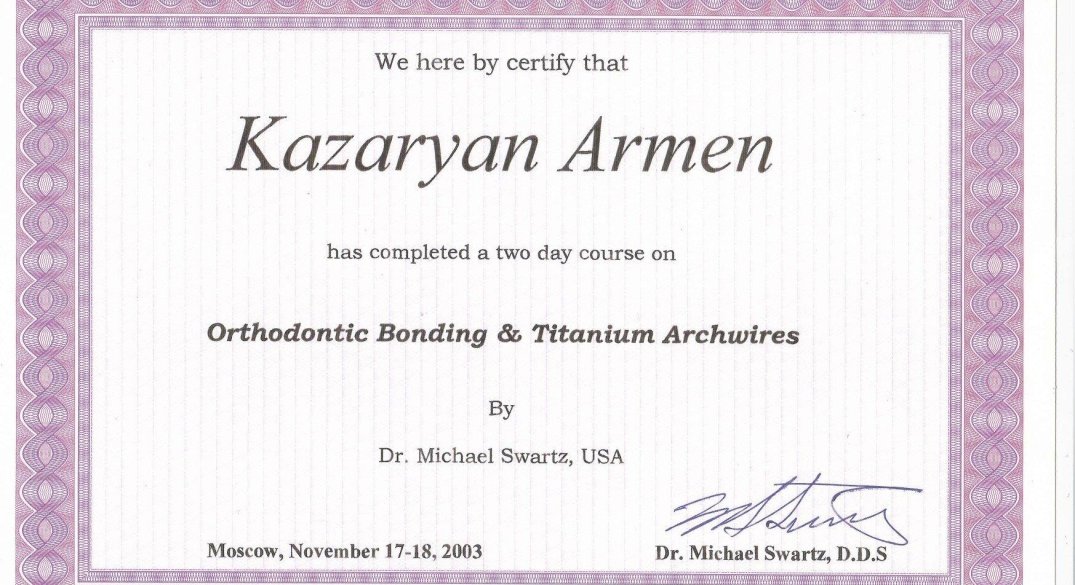 We here by certify that
Kazaryan Armen
has completed a two day course on
Orthodontic Bonding & Titanium Archwires
By
Dr. Michael Swartz, USA
Moscow, November 17-18, 2003
Dr. Michael Swartz, D.D.S